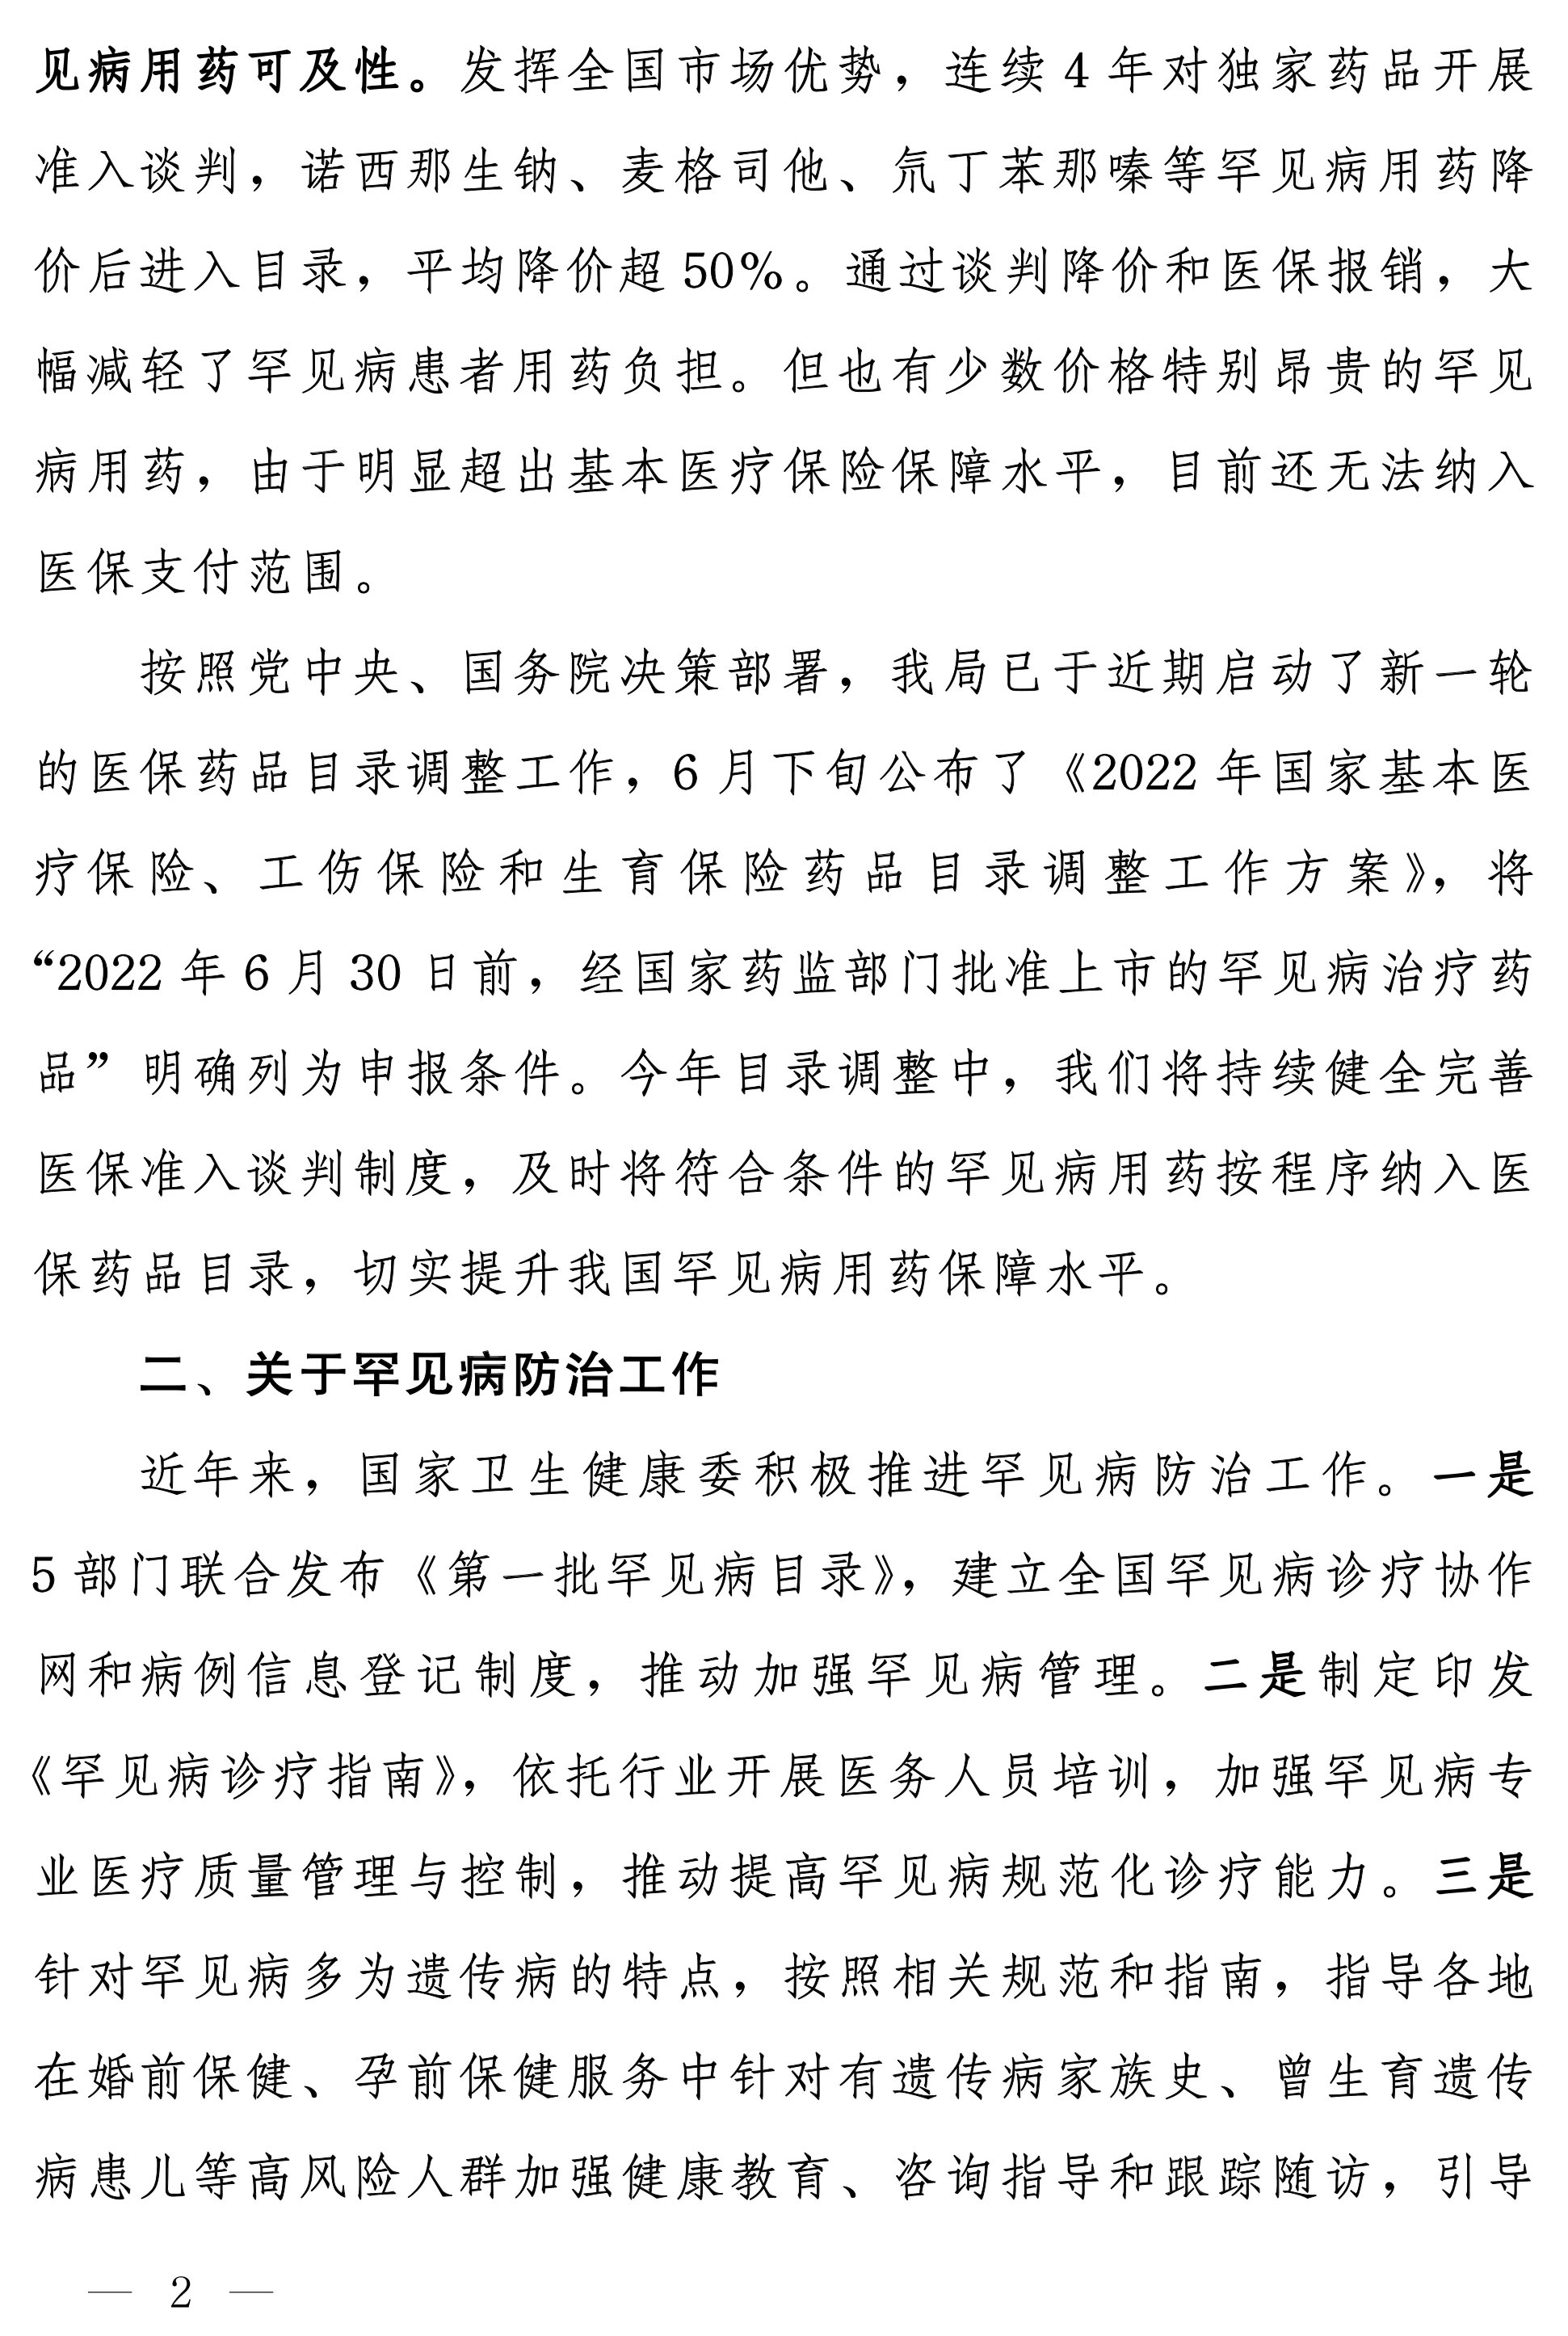 见病用药可及性。发挥全国市场优势，连续 4 年对独家药品开展
准入谈判，诺西那生钠、麦格司他、氘丁苯那嗪等罕见病用药降
价后进入目录，平均降价超 50%。通过谈判降价和医保报销，大
幅减轻了罕见病患者用药负担。但也有少数价格特别昂贵的罕见
病用药，由于明显超出基本医疗保险保障水平，目前还无法纳入
医保支付范围。
按照党中央、国务院决策部署，我局已于近期启动了新一轮
的医保药品目录调整工作，6 月下旬公布了《2022 年国家基本医
疗保险、工伤保险和生育保险药品目录调整工作方案》，将
“2022 年 6 月 30 日前，经国家药监部门批准上市的罕见病治疗药
品”明确列为申报条件。今年目录调整中，我们将持续健全完善
医保准入谈判制度，及时将符合条件的罕见病用药按程序纳入医
保药品目录，切实提升我国罕见病用药保障水平。
二、关于罕见病防治工作
近年来，国家卫生健康委积极推进罕见病防治工作。一是
5 部门联合发布《第一批罕见病目录》，建立全国罕见病诊疗协作
网和病例信息登记制度，推动加强罕见病管理。二是制定印发
《罕见病诊疗指南》，依托行业开展医务人员培训，加强罕见病专
业医疗质量管理与控制，推动提高罕见病规范化诊疗能力。三是
针对罕见病多为遗传病的特点，按照相关规范和指南，指导各地
在婚前保健、孕前保健服务中针对有遗传病家族史、曾生育遗传
病患儿等高风险人群加强健康教育、咨询指导和跟踪随访，引导
— 2 —